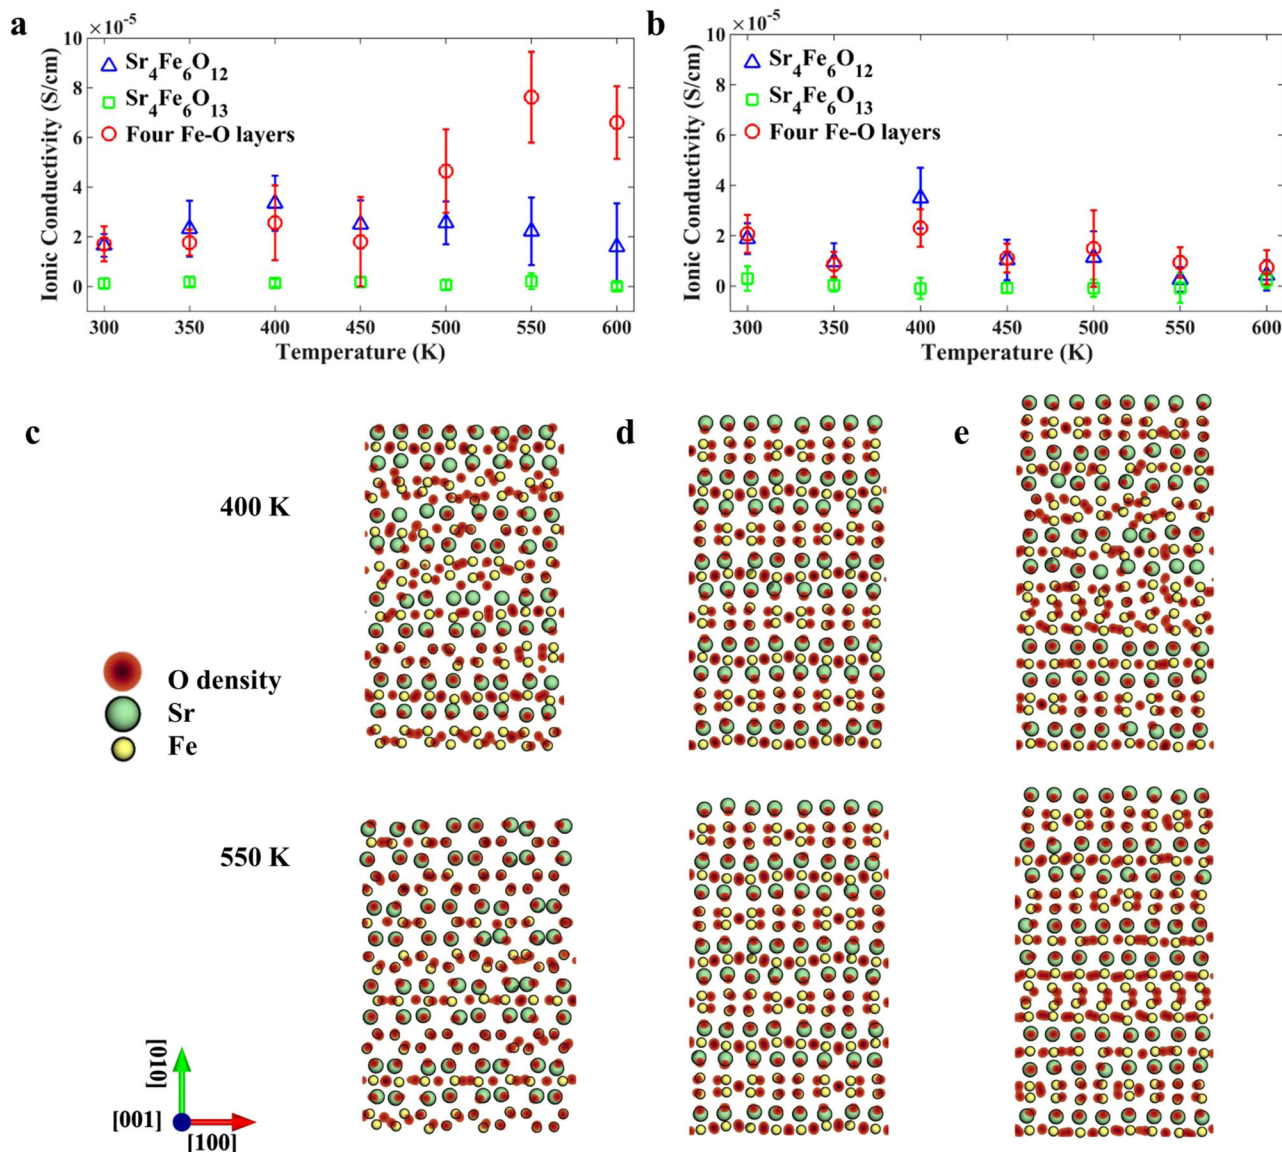 a
×10⁻⁵
Ionic Conductivity (S/cm)
10
8
6
4
2
0
Sr₄Fe₆O₁₂
Sr₄Fe₆O₁₃
Four Fe-O layers
300 350 400 450 500 550 600
Temperature (K)
b
×10⁻⁵
Ionic Conductivity (S/cm)
10
8
6
4
2
0
Sr₄Fe₆O₁₂
Sr₄Fe₆O₁₃
Four Fe-O layers
300 350 400 450 500 550 600
Temperature (K)
c
d
e
400 K
O density
Sr
Fe
550 K
[010]
[001]
[100]